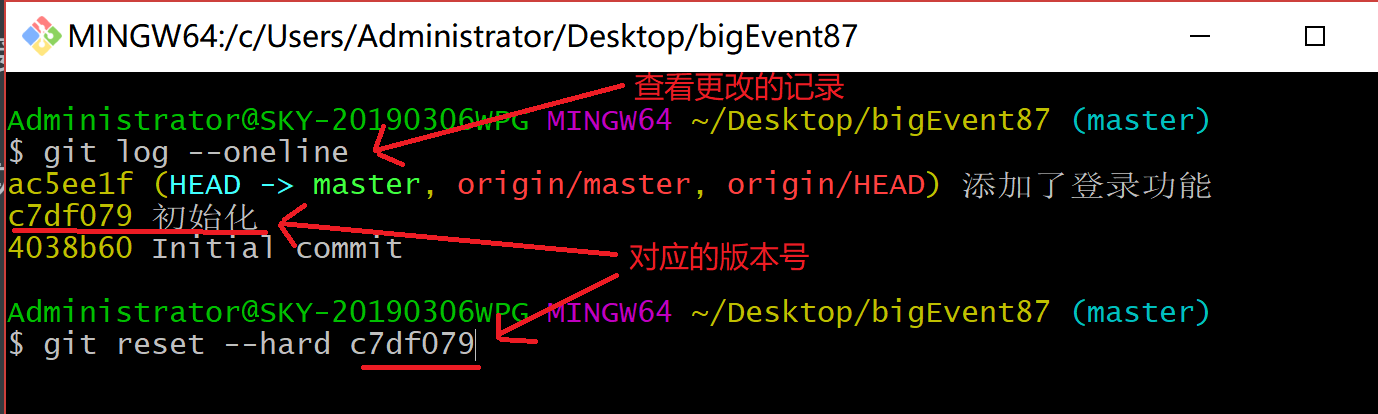 MINGW64:/c/Users/Administrator/Desktop/bigEvent87
查看更改的记录
Administrator@SKY-20190306WPG MINGW64 ~/Desktop/bigEvent87 (master)
$ git log --oneline
ac5ee1f (HEAD -> master, origin/master, origin/HEAD) 添加了登录功能
c7df079 初始化
4038b60 Initial commit
对应的版本号
Administrator@SKY-20190306WPG MINGW64 ~/Desktop/bigEvent87 (master)
$ git reset --hard c7df079